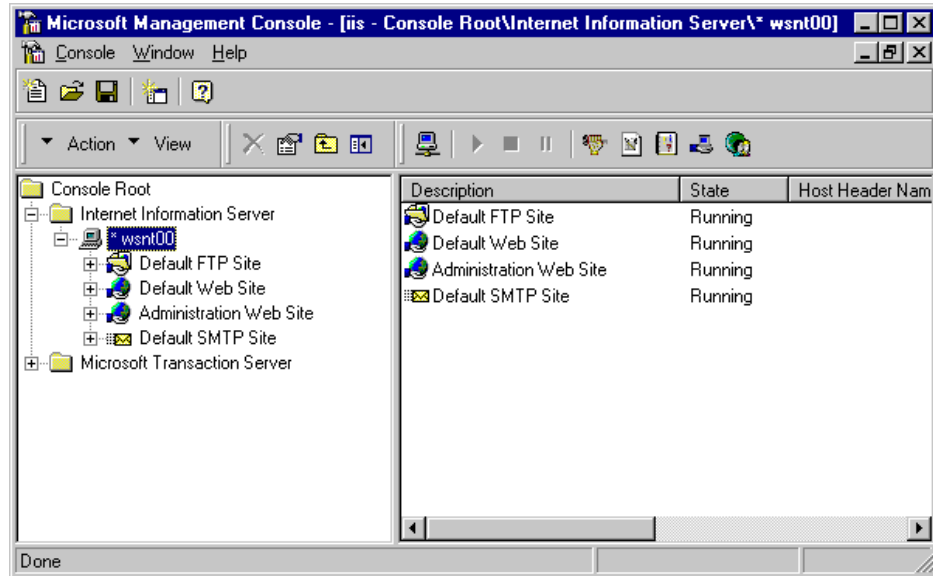 Microsoft Management Console - [iis - Console Root\Internet Information Server\* wsnt00]
Console Window Help
Action View
Console Root
Internet Information Server
* wsnt00
Default FTP Site
Default Web Site
Administration Web Site
Default SMTP Site
Microsoft Transaction Server
Description State Host Header Nam
Default FTP Site Running
Default Web Site Running
Administration Web Site Running
Default SMTP Site Running
Done